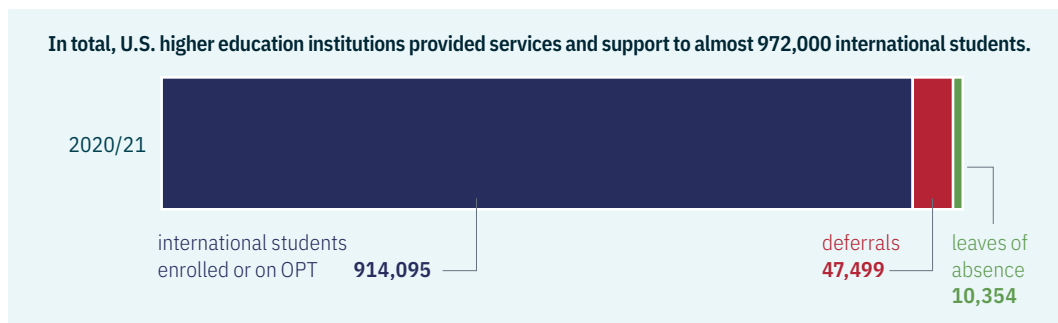 In total, U.S. higher education institutions provided services and support to almost 972,000 international students.
2020/21
international students
enrolled or on OPT 914,095
deferrals
47,499
leaves of
absence
10,354